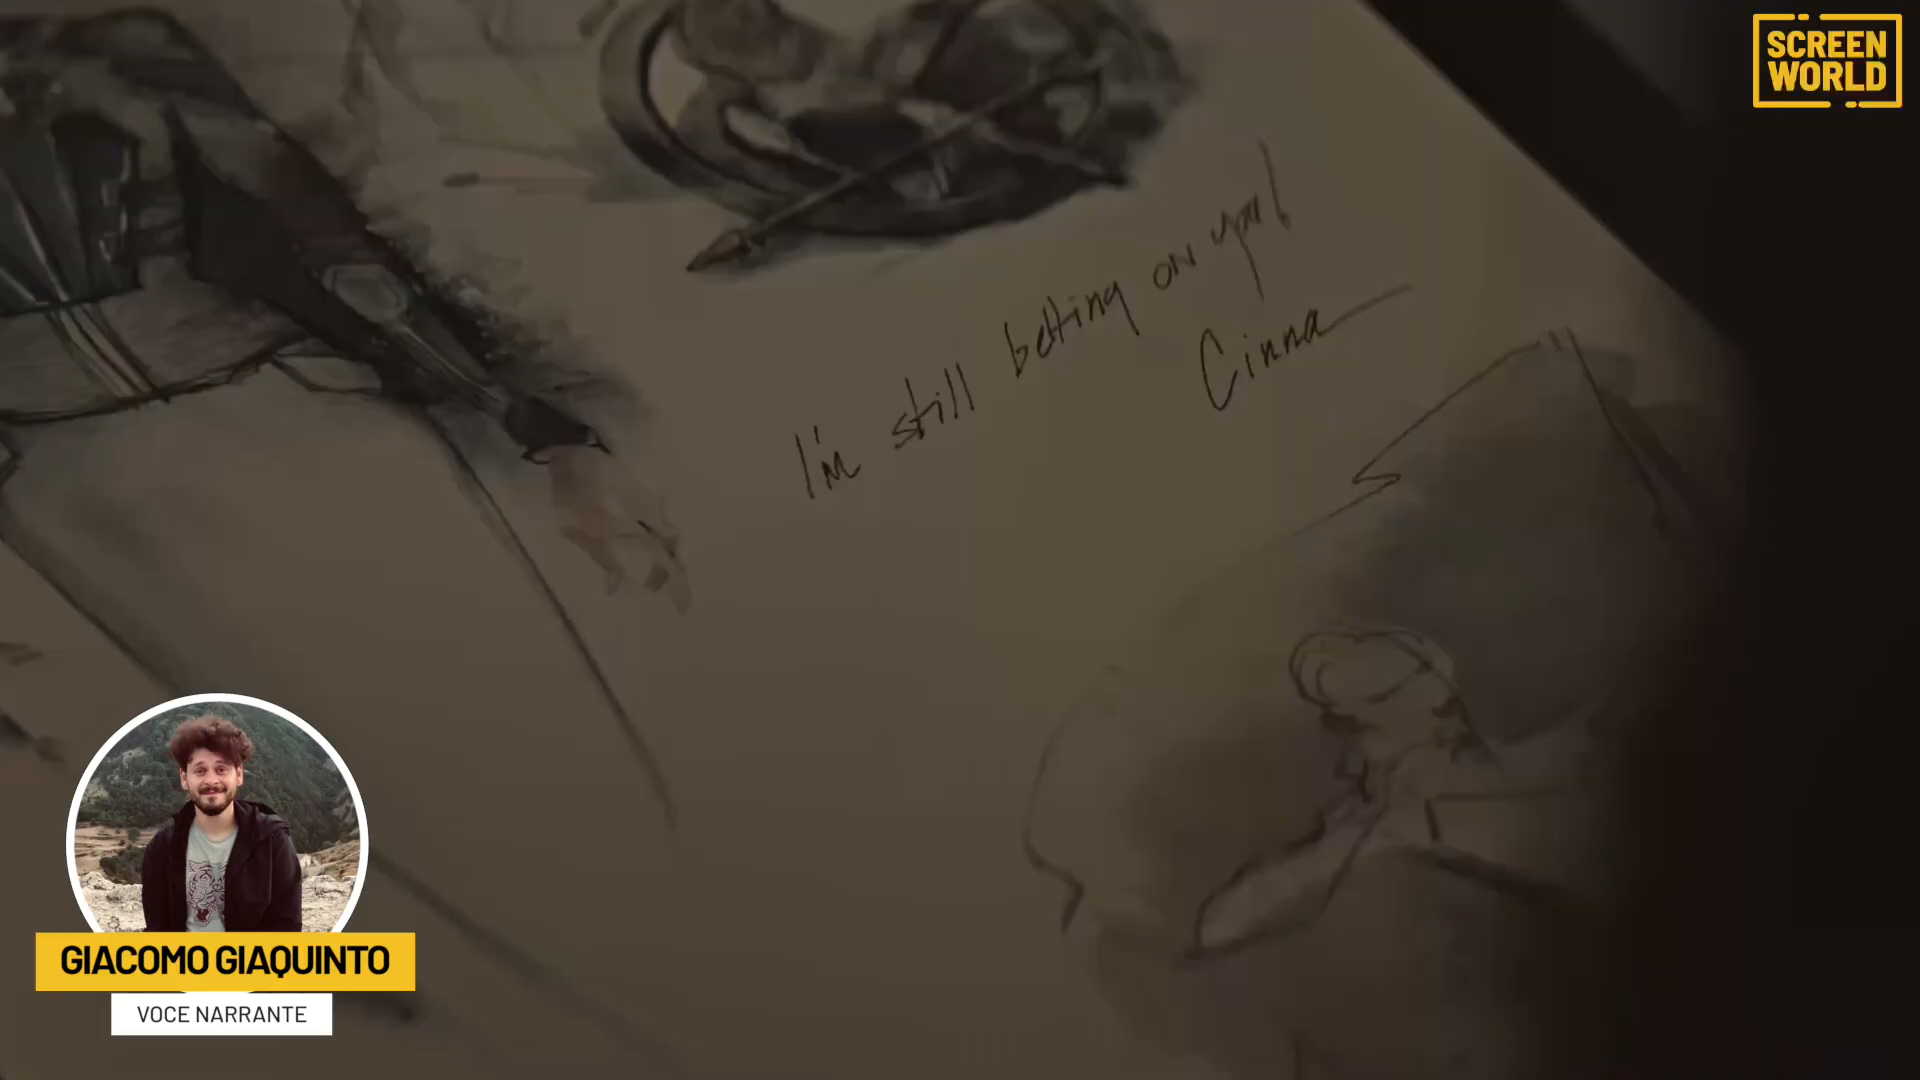 SCREEN
WORLD
I'm still betting on you!
Cinna
GIACOMO GIAQUINTO
VOCE NARRANTE